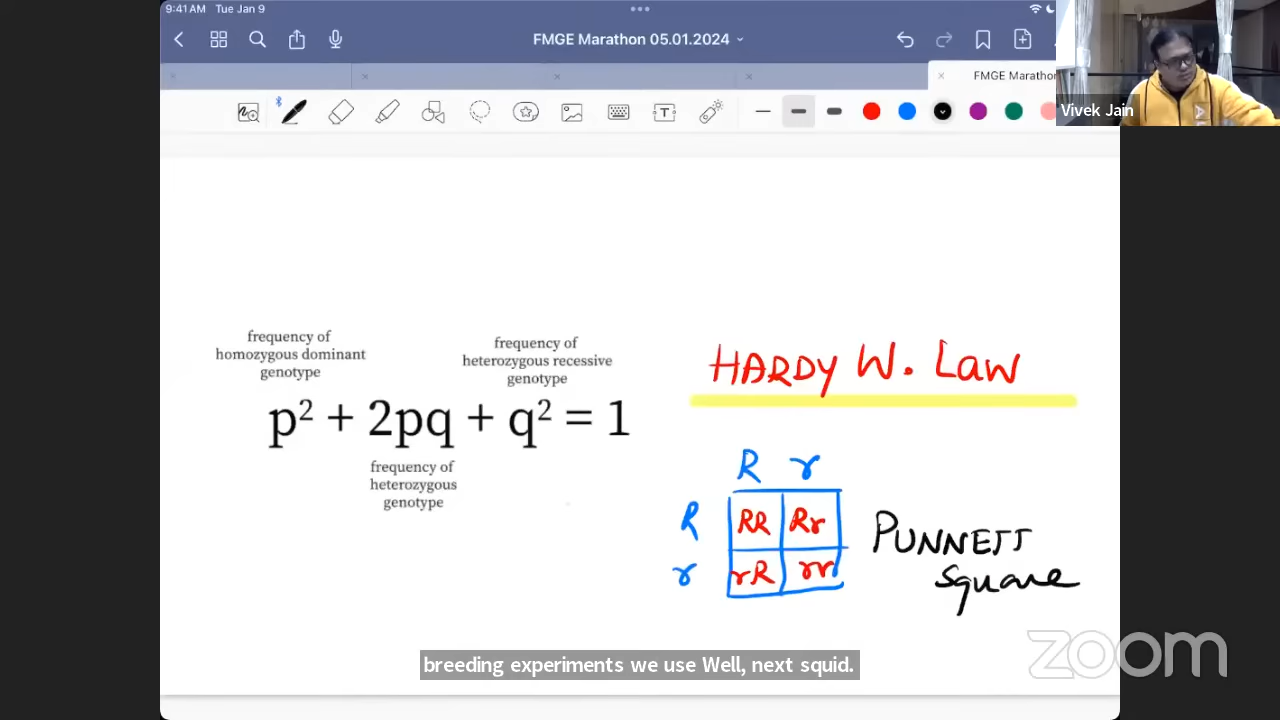 9:41 AM Tue Jan 9
FMGE Marathon 05.01.2024
FMGE Marathon
T
Vivek Jain
frequency of
homozygous dominant
genotype
frequency of
heterozygous recessive
genotype
p² + 2pq + q² = 1
frequency of
heterozygous
genotype
HARDY W. LAW
R r
R RR Rr
r rR rr
PUNNETT
Square
zoom
breeding experiments we use Well, next squid.